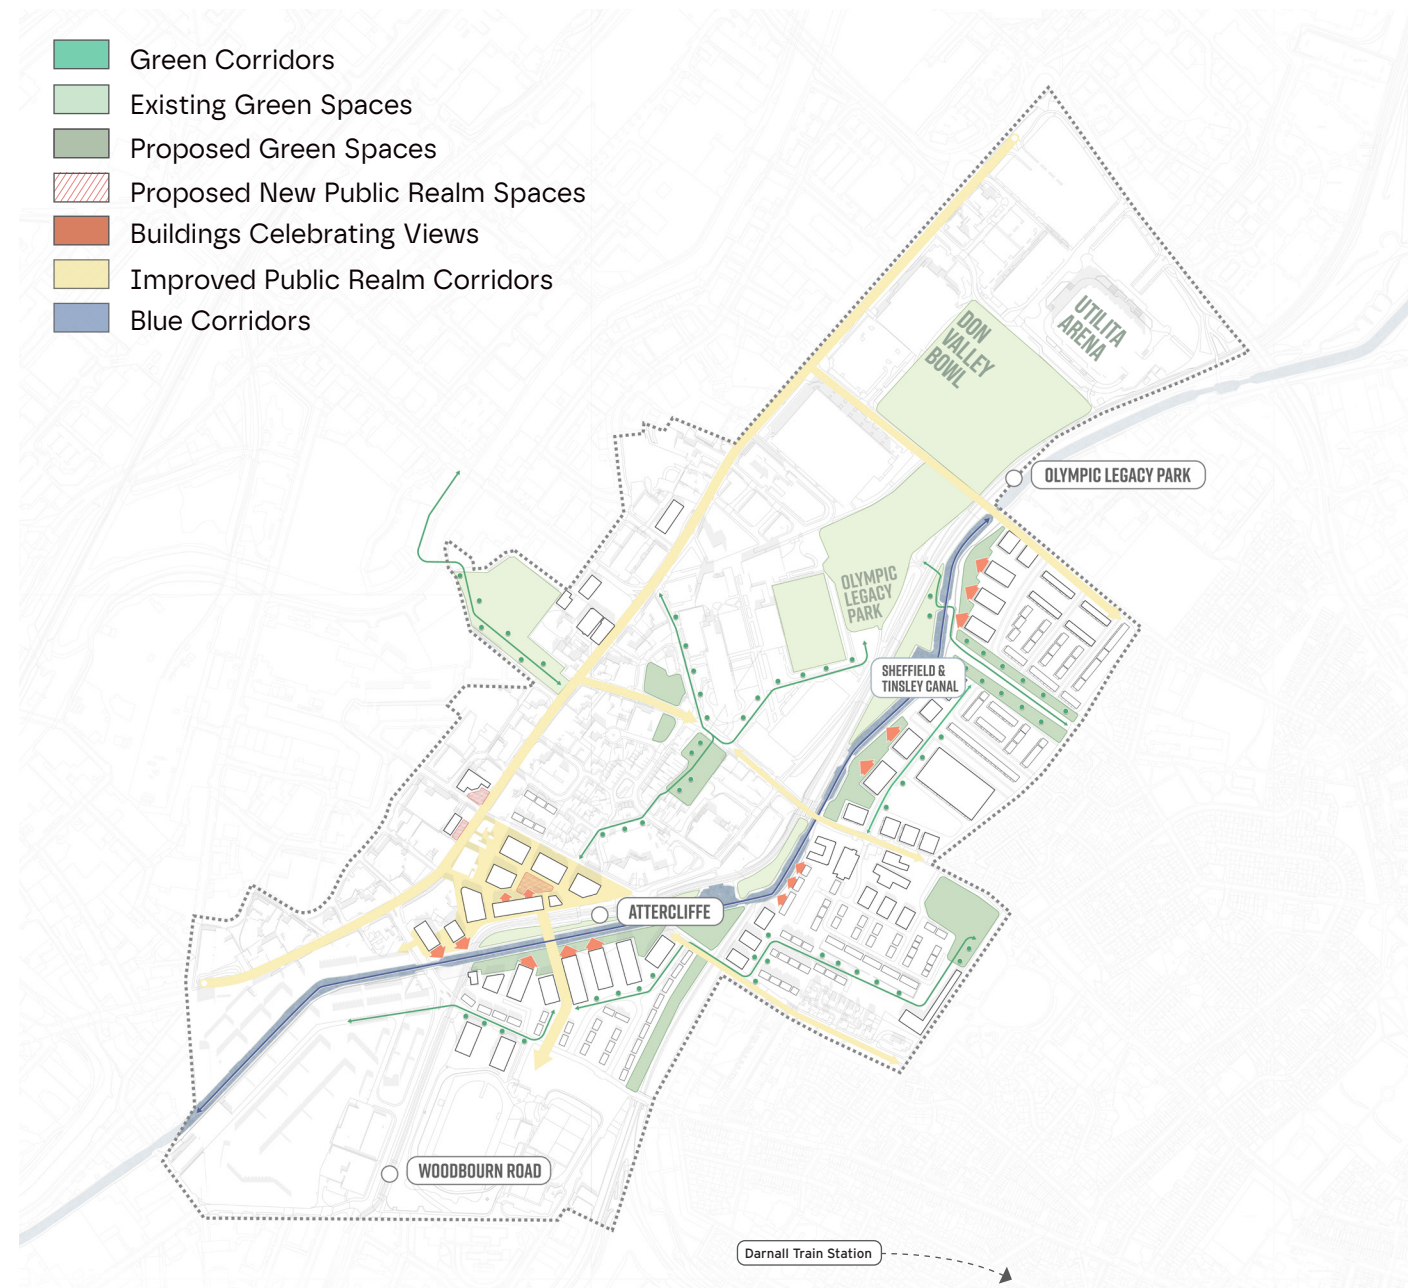 Green Corridors
Existing Green Spaces
Proposed Green Spaces
Proposed New Public Realm Spaces
Buildings Celebrating Views
Improved Public Realm Corridors
Blue Corridors
UTILITA
ARENA
DON
VALLEY
BOWL
OLYMPIC LEGACY PARK
OLYMPIC
LEGACY
PARK
SHEFFIELD &
TINSLEY CANAL
ATTERCLIFFE
WOODBOURN ROAD
Darnall Train Station